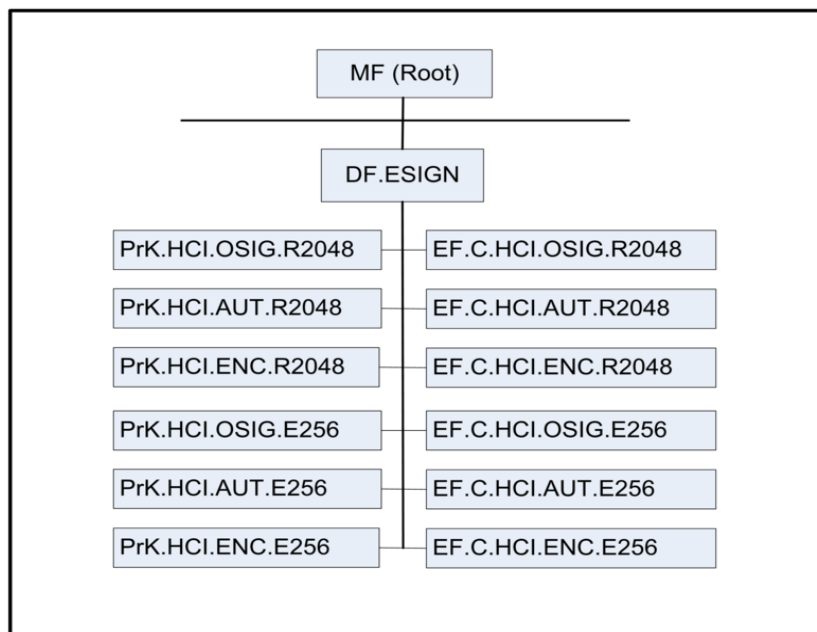 MF (Root)
DF.ESIGN
PrK.HCI.OSIG.R2048
EF.C.HCI.OSIG.R2048
PrK.HCI.AUT.R2048
EF.C.HCI.AUT.R2048
PrK.HCI.ENC.R2048
EF.C.HCI.ENC.R2048
PrK.HCI.OSIG.E256
EF.C.HCI.OSIG.E256
PrK.HCI.AUT.E256
EF.C.HCI.AUT.E256
PrK.HCI.ENC.E256
EF.C.HCI.ENC.E256